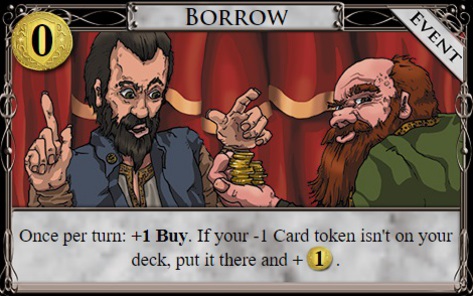 BORROW
0
EVENT
Once per turn: +1 Buy. If your -1 Card token isn't on your
deck, put it there and + 1 .